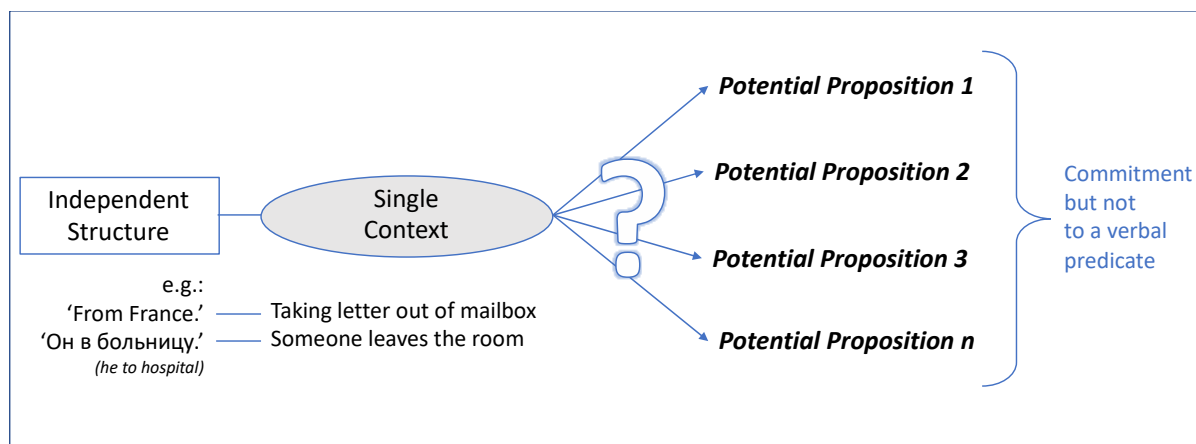 Independent
Structure
Single
Context
?
Potential Proposition 1
Potential Proposition 2
Potential Proposition 3
Potential Proposition n
Commitment
but not
to a verbal
predicate
e.g.:
'From France.' Taking letter out of mailbox
'Он в больницу.' Someone leaves the room
(he to hospital)